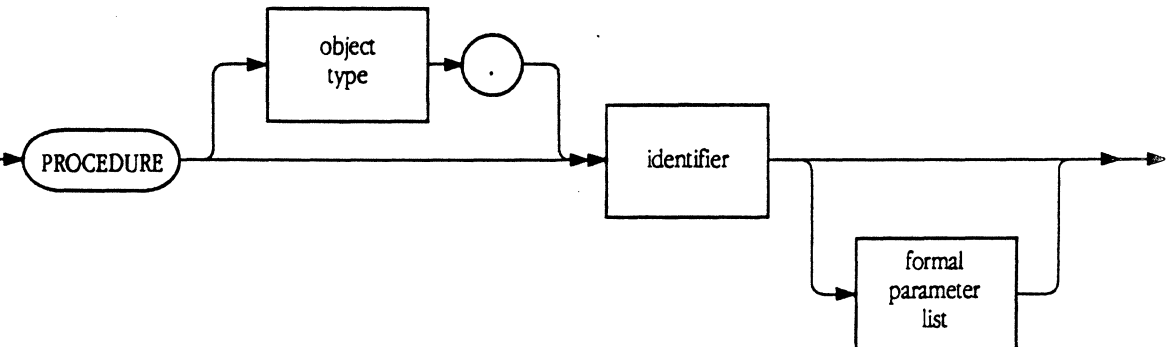 object
type
.
PROCEDURE
identifier
formal
parameter
list